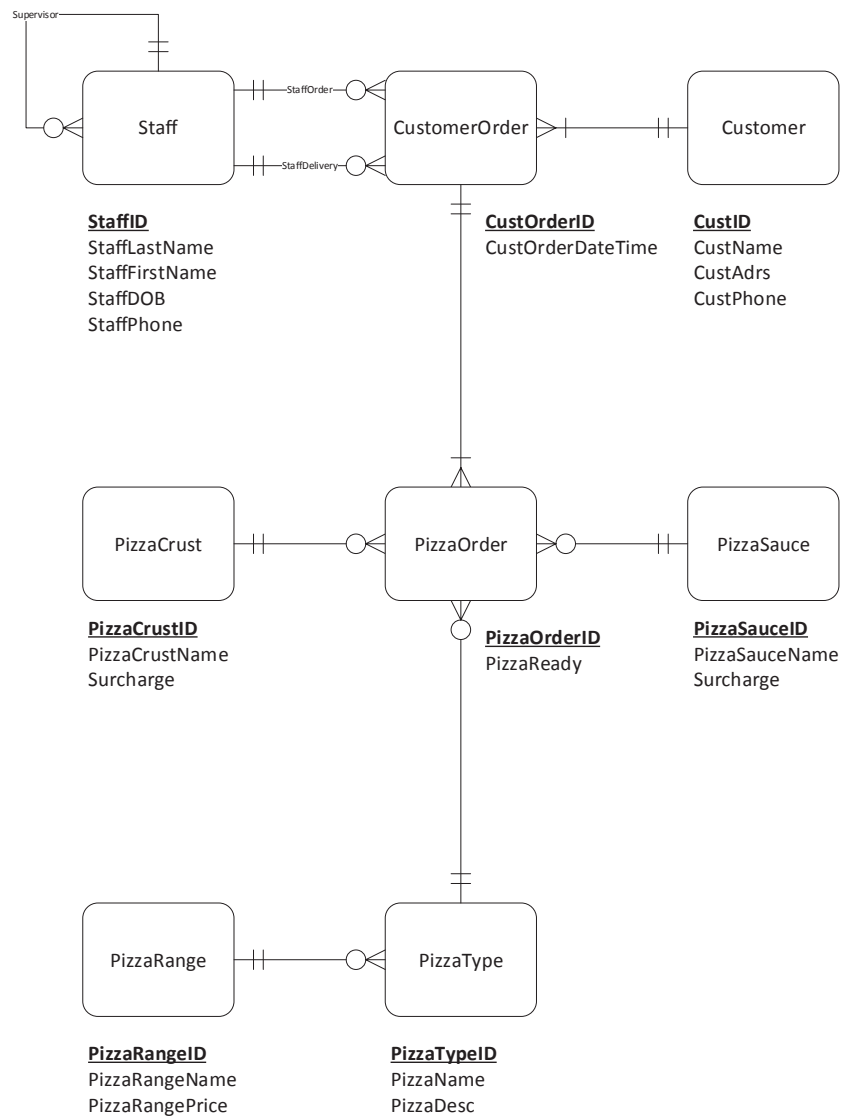 Supervisor
Staff
StaffOrder
StaffDelivery
CustomerOrder
Customer
StaffID
StaffLastName
StaffFirstName
StaffDOB
StaffPhone
CustOrderID
CustOrderDateTime
CustID
CustName
CustAdrs
CustPhone
PizzaCrust
PizzaOrder
PizzaSauce
PizzaCrustID
PizzaCrustName
Surcharge
PizzaOrderID
PizzaReady
PizzaSauceID
PizzaSauceName
Surcharge
PizzaRange
PizzaType
PizzaRangeID
PizzaRangeName
PizzaRangePrice
PizzaTypeID
PizzaName
PizzaDesc